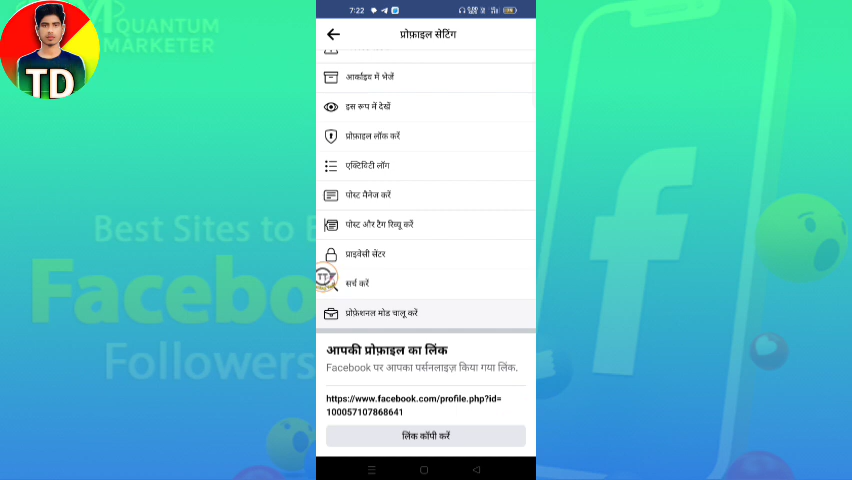 QUANTUM
MARKETER
TD
7:22
प्रोफ़ाइल सेटिंग
आर्काइव में भेजें
इस रूप में देखें
प्रोफ़ाइल लॉक करें
एक्टिविटी लॉग
पोस्ट मैनेज करें
पोस्ट और टैग रिव्यू करें
प्राइवेसी सेंटर
सर्च करें
प्रोफ़ेशनल मोड चालू करें
आपकी प्रोफ़ाइल का लिंक
Facebook पर आपका पर्सनलाइज़ किया गया लिंक.
https://www.facebook.com/profile.php?id=
100057107868641
लिंक कॉपी करें
Best Sites to
Facebo
Followers
f